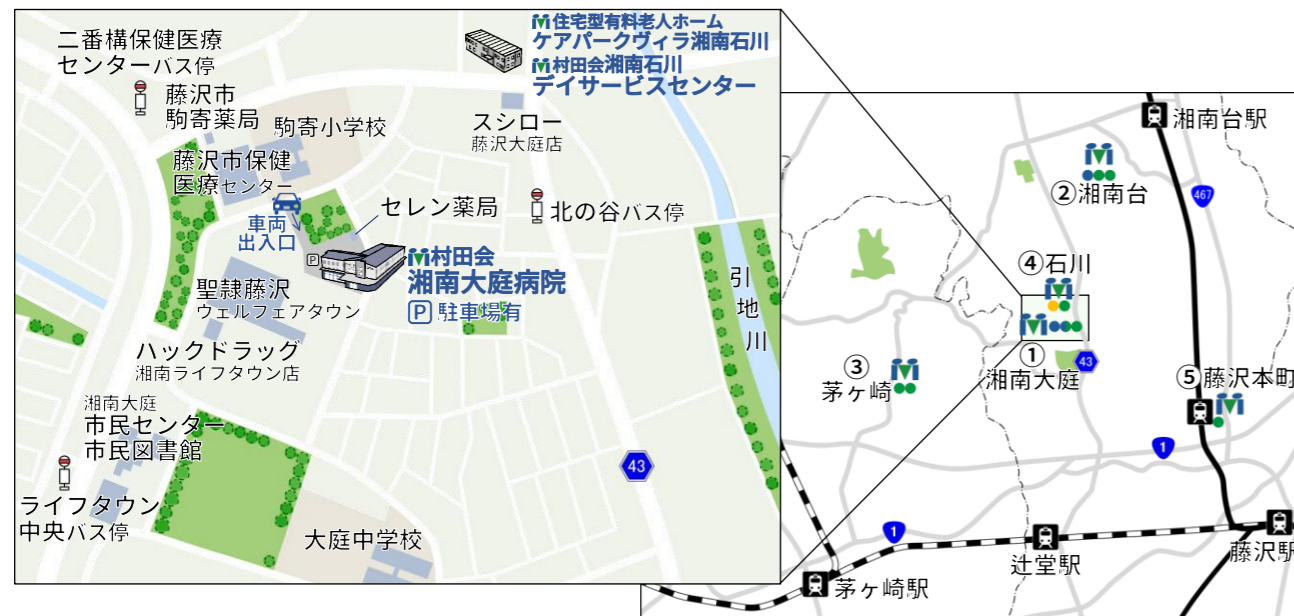 住宅型有料老人ホーム
ケアパークヴィラ湘南石川
村田会湘南石川
デイサービスセンター
二番構保健医療
センターバス停
藤沢市
駒寄薬局
駒寄小学校
スシロー
藤沢大庭店
藤沢市保健
医療センター
車両
出入口
セレン薬局
北の谷バス停
P
村田会
湘南大庭病院
P 駐車場有
聖隷藤沢
ウェルフェアタウン
引
地
川
ハックドラッグ
湘南ライフタウン店
湘南大庭
市民センター
市民図書館
43
ライフタウン
中央バス停
大庭中学校
湘南台駅
②湘南台
467
④石川
①
湘南大庭
43
③
茅ヶ崎
⑤藤沢本町
1
1
辻堂駅
藤沢駅
茅ヶ崎駅